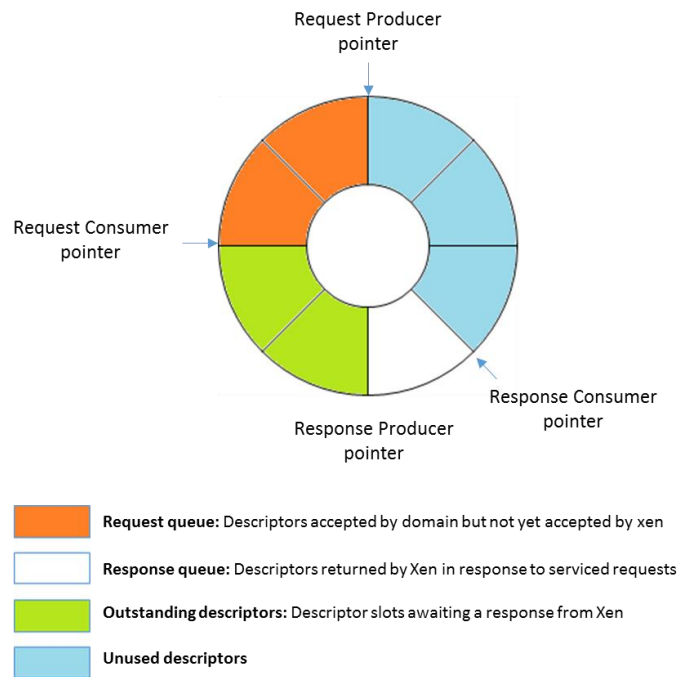 Request Producer
pointer
Request Consumer
pointer
Response Consumer
pointer
Response Producer
pointer
Request queue: Descriptors accepted by domain but not yet accepted by xen
Response queue: Descriptors returned by Xen in response to serviced requests
Outstanding descriptors: Descriptor slots awaiting a response from Xen
Unused descriptors